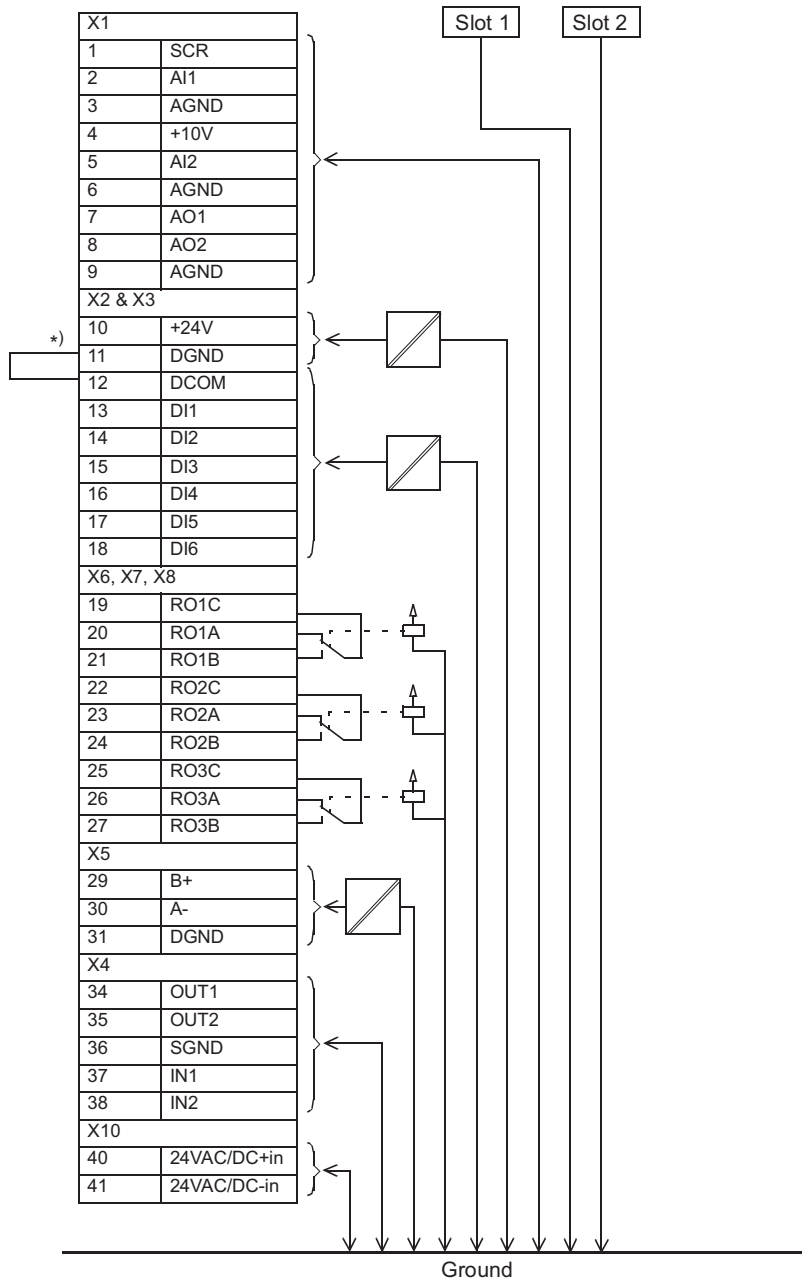 X1
Slot 1 Slot 2
1 SCR
2 AI1
3 AGND
4 +10V
5 AI2
6 AGND
7 AO1
8 AO2
9 AGND
X2 & X3
10 +24V
*)
11 DGND
12 DCOM
13 DI1
14 DI2
15 DI3
16 DI4
17 DI5
18 DI6
X6, X7, X8
19 RO1C
20 RO1A
21 RO1B
22 RO2C
23 RO2A
24 RO2B
25 RO3C
26 RO3A
27 RO3B
X5
29 B+
30 A-
31 DGND
X4
34 OUT1
35 OUT2
36 SGND
37 IN1
38 IN2
X10
40 24VAC/DC+in
41 24VAC/DC-in
Ground